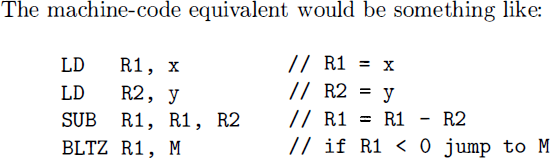 The machine-code equivalent would be something like:
LD R1, x // R1 = x
LD R2, y // R2 = y
SUB R1, R1, R2 // R1 = R1 - R2
BLTZ R1, M // if R1 < 0 jump to M